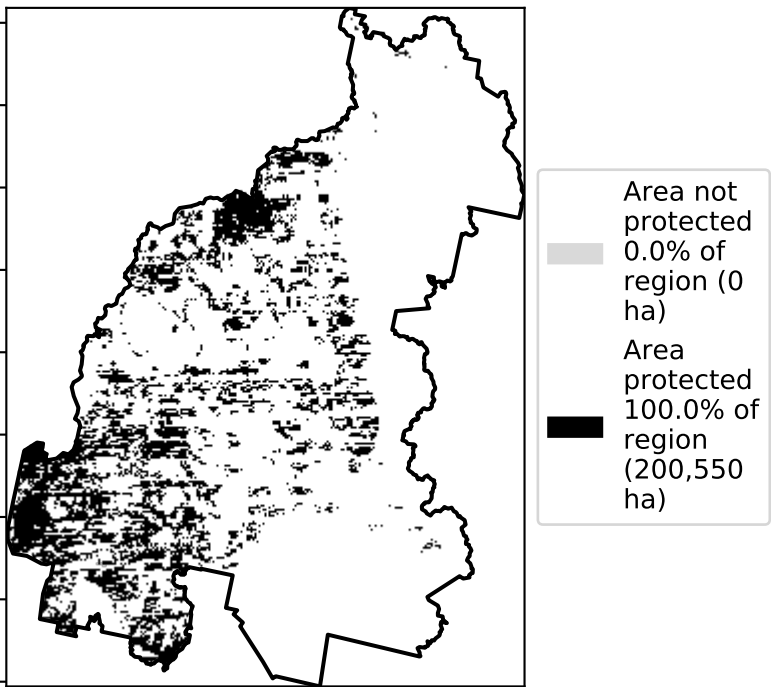 Area not
protected
0.0% of
region (0
ha)
Area
protected
100.0% of
region
(200,550
ha)